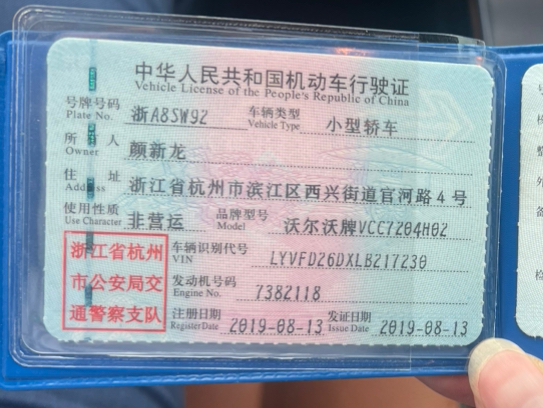 中华人民共和国机动车行驶证
Vehicle License of the People's Republic of China
号牌号码 Plate No. 浙A85W9Z 车辆类型 Vehicle Type 小型轿车
所有人 Owner 颜新龙
住址 Address 浙江省杭州市滨江区西兴街道官河路4号
使用性质 Use Character 非营运 品牌型号 Model 沃尔沃牌VCC7204H02
浙江省杭州
市公安局交
通警察支队
车辆识别代号 VIN LYVFD26DXLB217230
发动机号码 Engine No. 7382118
注册日期 Register Date 2019-08-13 发证日期 Issue Date 2019-08-13